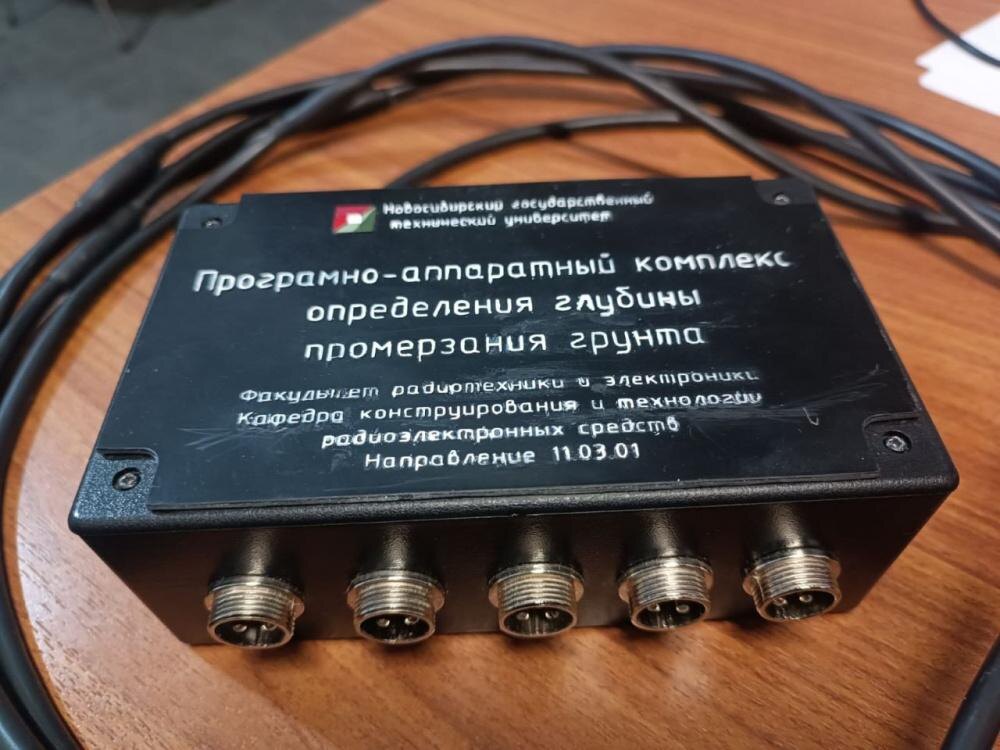 Новосибирский государственный
технический университет
Програмно-аппаратный комплекс
определения глубины
промерзания грунта
Факультет радиотехники и электроники
Кафедра конструирования и технологии
радиоэлектронных средств
Направление 11.03.01